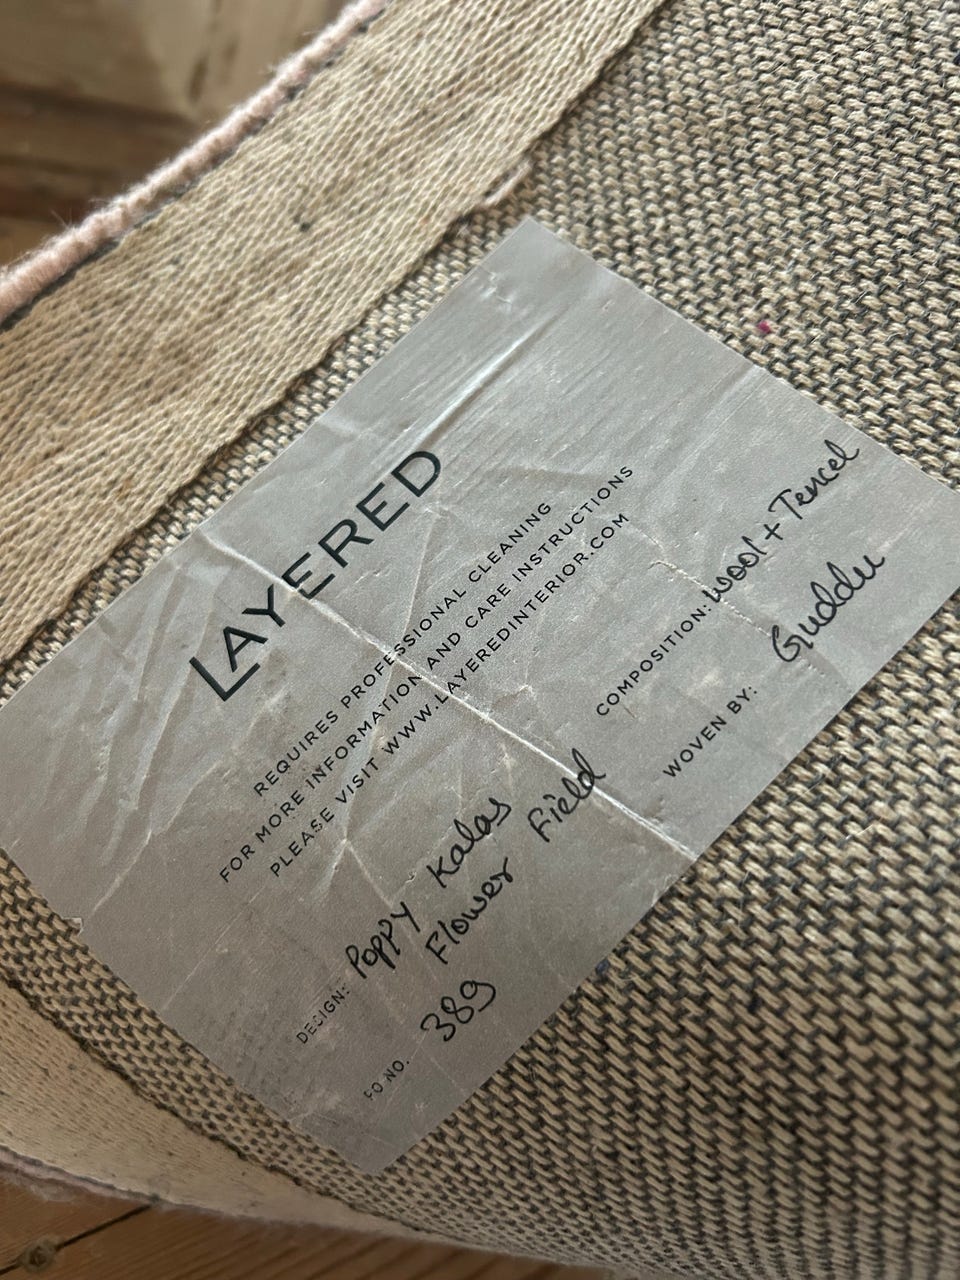 LAYERED
REQUIRES PROFESSIONAL CLEANING
FOR MORE INFORMATION AND CARE INSTRUCTIONS
PLEASE VISIT WWW.LAYEREDINTERIOR.COM
DESIGN: Poppy Kalas
Flower Field
PO NO. 389
COMPOSITION: Wool + Tencel
WOVEN BY: Guddu